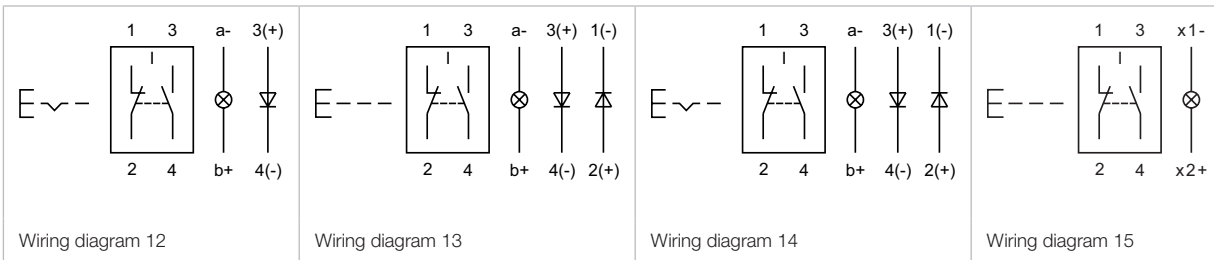 1 3 a- 3(+)
2 4 b+ 4(-)
Wiring diagram 12
1 3 a- 3(+) 1(-)
2 4 b+ 4(-) 2(+)
Wiring diagram 13
1 3 a- 3(+) 1(-)
2 4 b+ 4(-) 2(+)
Wiring diagram 14
1 3 x1-
2 4 x2+
Wiring diagram 15